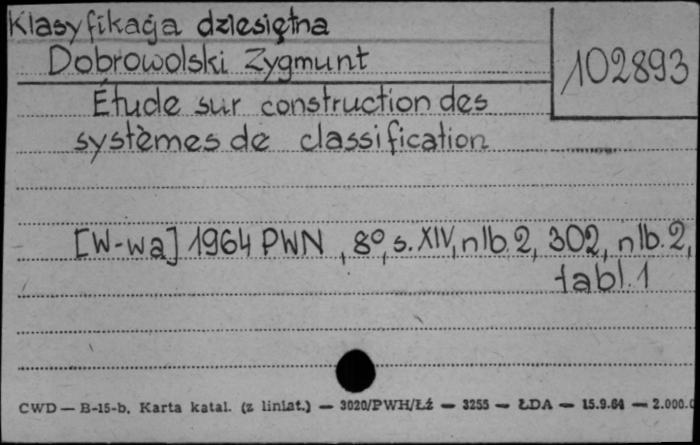 Klasyfikacja dziesiętna
Dobrowolski Zygmunt
102893
Étude sur construction des
systèmes de classification
[W-wa] 1964 PWN, 8°, s. XIV, nlb. 2, 302, nlb. 2,
tabl. 1
CWD — B-15-b. Karta katal. (z liniat.) — 3020/PWH/Łź — 3255 — ŁDA — 15.9.64 — 2.000.0